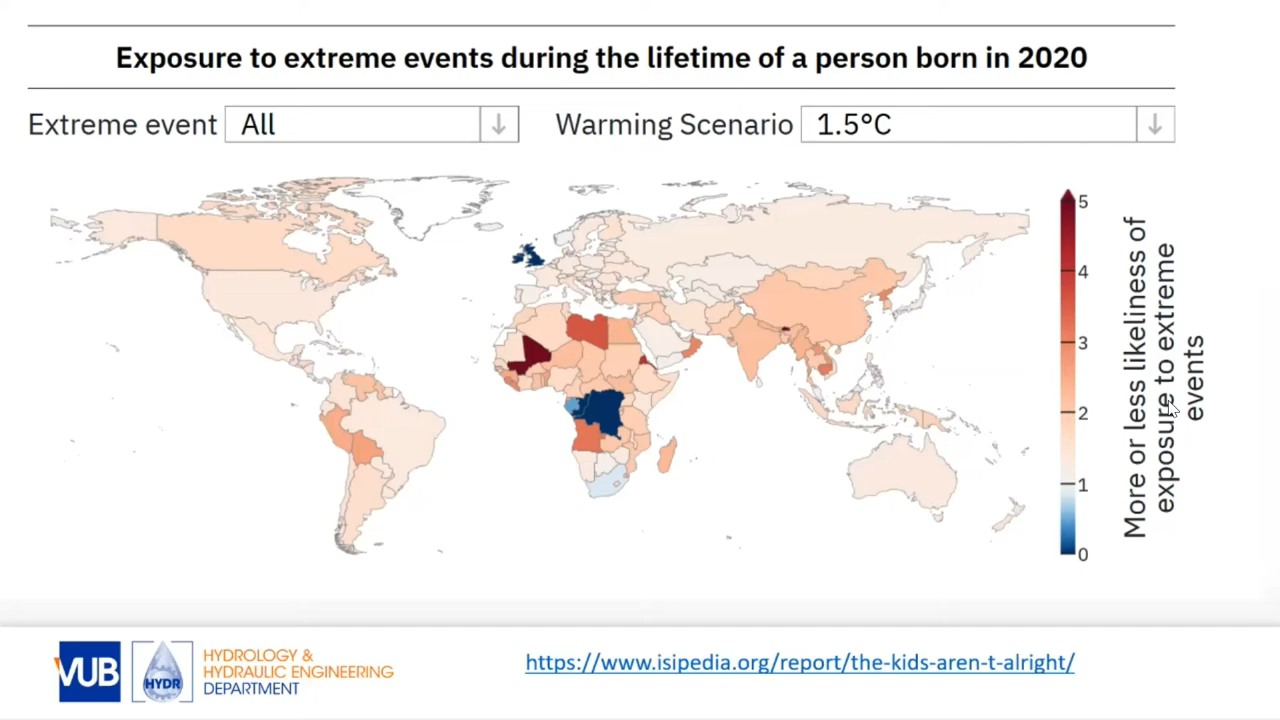 Exposure to extreme events during the lifetime of a person born in 2020
Extreme event All ↓ Warming Scenario 1.5°C ↓
5
4
3
2
1
0
More or less likeliness of
exposure to extreme
events
VUB
HYDR
HYDROLOGY &
HYDRAULIC ENGINEERING
DEPARTMENT
https://www.isipedia.org/report/the-kids-aren-t-alright/